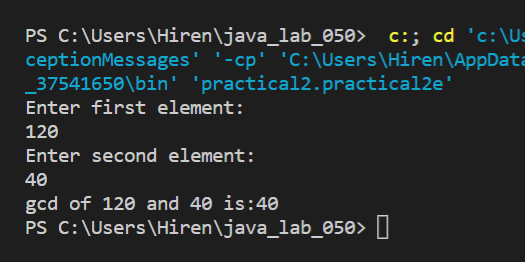 PS C:\Users\Hiren\java_lab_050>  c:; cd 'c:\Us
ceptionMessages' '-cp' 'C:\Users\Hiren\AppData
_37541650\bin' 'practical2.practical2e'
Enter first element:
120
Enter second element:
40
gcd of 120 and 40 is:40
PS C:\Users\Hiren\java_lab_050>